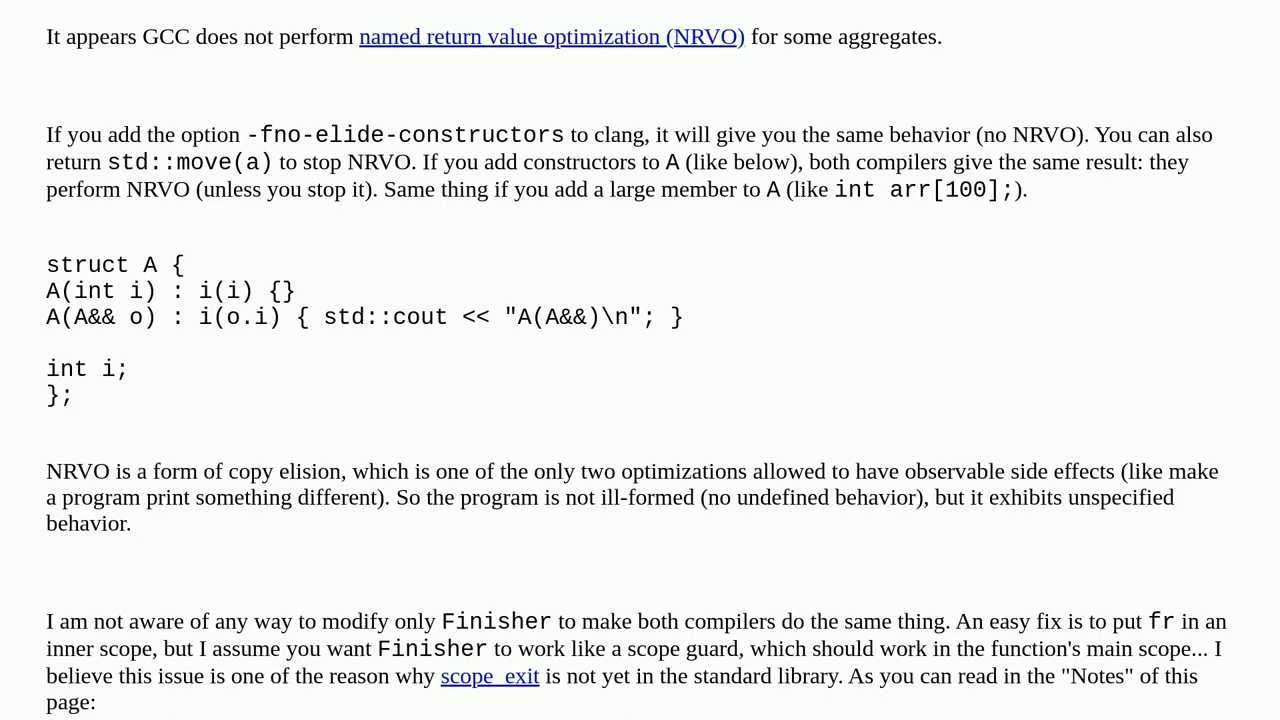 It appears GCC does not perform named return value optimization (NRVO) for some aggregates.
If you add the option -fno-elide-constructors to clang, it will give you the same behavior (no NRVO). You can also
return std::move(a) to stop NRVO. If you add constructors to A (like below), both compilers give the same result: they
perform NRVO (unless you stop it). Same thing if you add a large member to A (like int arr[100];).
struct A {
A(int i) : i(i) {}
A(A&& o) : i(o.i) { std::cout << "A(A&&)\n"; }
int i;
};
NRVO is a form of copy elision, which is one of the only two optimizations allowed to have observable side effects (like make
a program print something different). So the program is not ill-formed (no undefined behavior), but it exhibits unspecified
behavior.
I am not aware of any way to modify only Finisher to make both compilers do the same thing. An easy fix is to put fr in an
inner scope, but I assume you want Finisher to work like a scope guard, which should work in the function's main scope... I
believe this issue is one of the reason why scope_exit is not yet in the standard library. As you can read in the "Notes" of this
page: